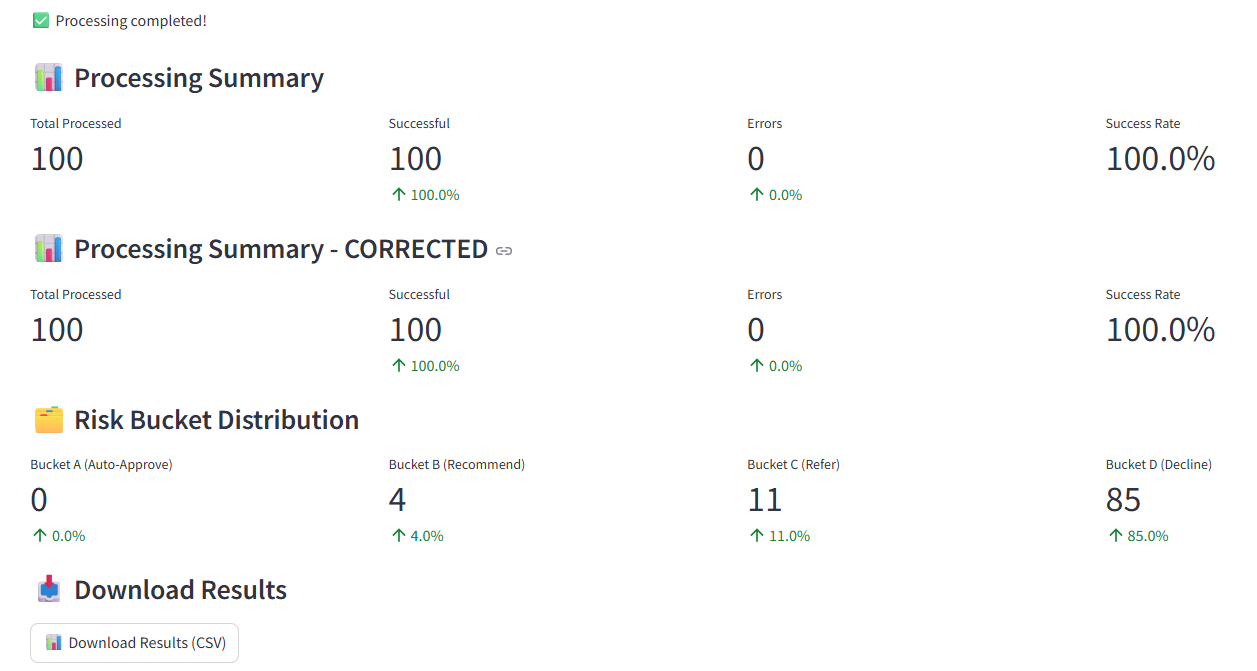 ✅ Processing completed!
📊 Processing Summary
Total Processed Successful Errors Success Rate
100 100 0 100.0%
↑ 100.0% ↑ 0.0%
📊 Processing Summary - CORRECTED
Total Processed Successful Errors Success Rate
100 100 0 100.0%
↑ 100.0% ↑ 0.0%
🗂️ Risk Bucket Distribution
Bucket A (Auto-Approve) Bucket B (Recommend) Bucket C (Refer) Bucket D (Decline)
0 4 11 85
↑ 0.0% ↑ 4.0% ↑ 11.0% ↑ 85.0%
📥 Download Results
📊 Download Results (CSV)